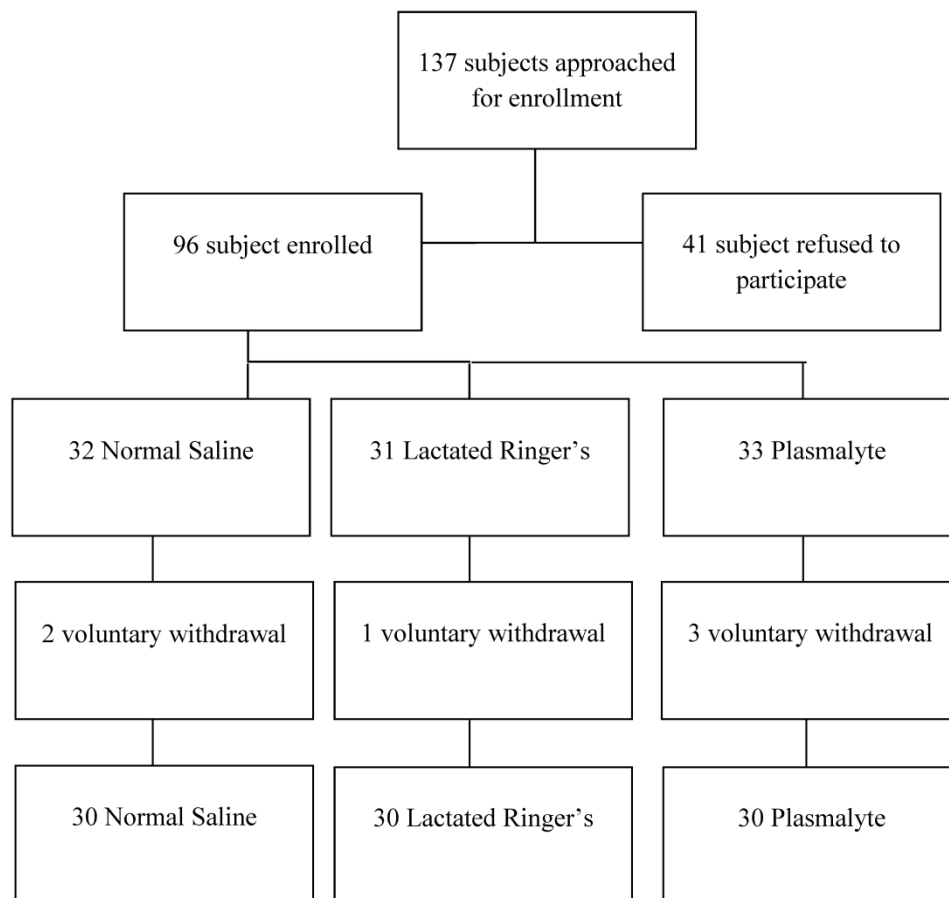 137 subjects approached
for enrollment
96 subject enrolled
41 subject refused to
participate
32 Normal Saline
31 Lactated Ringer’s
33 Plasmalyte
2 voluntary withdrawal
1 voluntary withdrawal
3 voluntary withdrawal
30 Normal Saline
30 Lactated Ringer’s
30 Plasmalyte